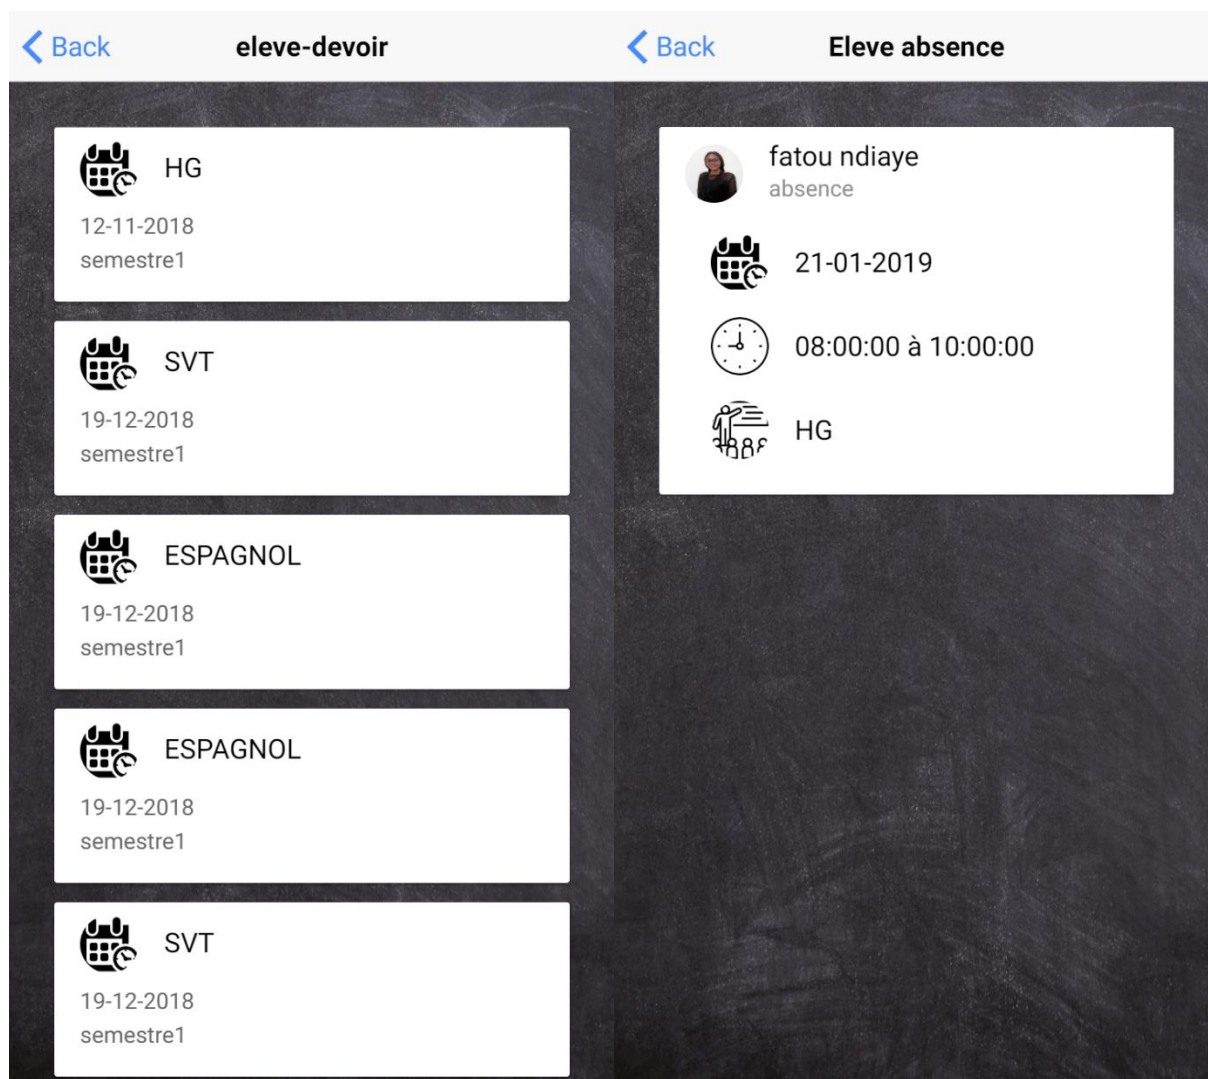 Back
eleve-devoir
HG
12-11-2018
semestre1
SVT
19-12-2018
semestre1
ESPAGNOL
19-12-2018
semestre1
ESPAGNOL
19-12-2018
semestre1
SVT
19-12-2018
semestre1
Back
Eleve absence
fatou ndiaye
absence
21-01-2019
08:00:00 à 10:00:00
HG